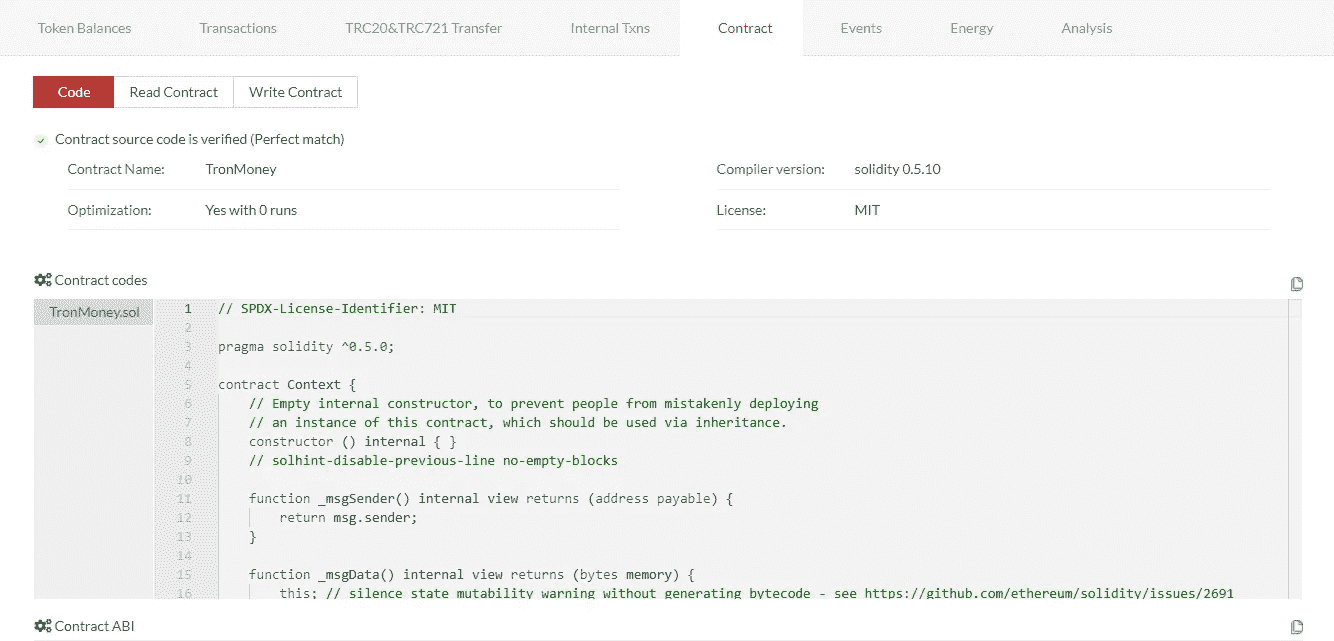 Token Balances Transactions TRC20&TRC721 Transfer Internal Txns Contract Events Energy Analysis
Code Read Contract Write Contract
Contract source code is verified (Perfect match)
Contract Name: TronMoney Compiler version: solidity 0.5.10
Optimization: Yes with 0 runs License: MIT
Contract codes
TronMoney.sol
1 // SPDX-License-Identifier: MIT
2
3 pragma solidity ^0.5.0;
4
5 contract Context {
6 // Empty internal constructor, to prevent people from mistakenly deploying
7 // an instance of this contract, which should be used via inheritance.
8 constructor () internal { }
9 // solhint-disable-previous-line no-empty-blocks
10
11 function _msgSender() internal view returns (address payable) {
12 return msg.sender;
13 }
14
15 function _msgData() internal view returns (bytes memory) {
16 this; // silence state mutability warning without generating bytecode - see https://github.com/ethereum/solidity/issues/2691
Contract ABI